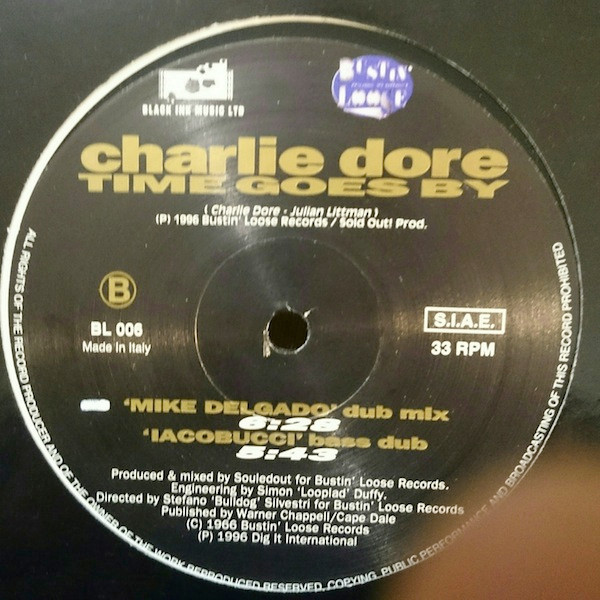 BLACK INK MUSIC LTD
BUSTIN'
LOOSE
charlie dore
TIME GOES BY
( Charlie Dore - Julian Littman )
(P) 1996 Bustin' Loose Records / Sold Out! Prod.
B
BL 006
Made in Italy
S.I.A.E.
33 RPM
'MIKE DELGADO' dub mix
6:28
'IACOBUCCI' bass dub
5:43
Produced & mixed by Souledout for Bustin' Loose Records.
Engineering by Simon 'Looplad' Duffy.
Directed by Stefano 'Bulldog' Silvestri for Bustin' Loose Records
Published by Warner Chappell/Cape Dale
(C) 1966 Bustin' Loose Records
(P) 1996 Dig It International
ALL RIGHTS OF THE RECORD PRODUCER AND OF THE OWNER OF THE WORK REPRODUCED RESERVED. COPYING, PUBLIC PERFORMANCE AND BROADCASTING OF THIS RECORD PROHIBITED